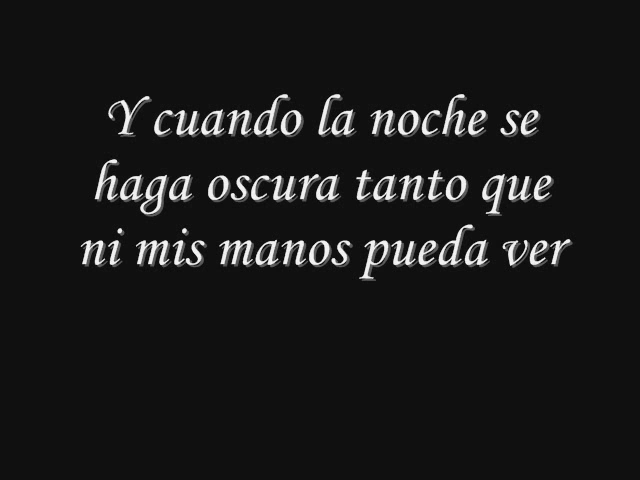 Y cuando la noche se
haga oscura tanto que
ni mis manos pueda ver